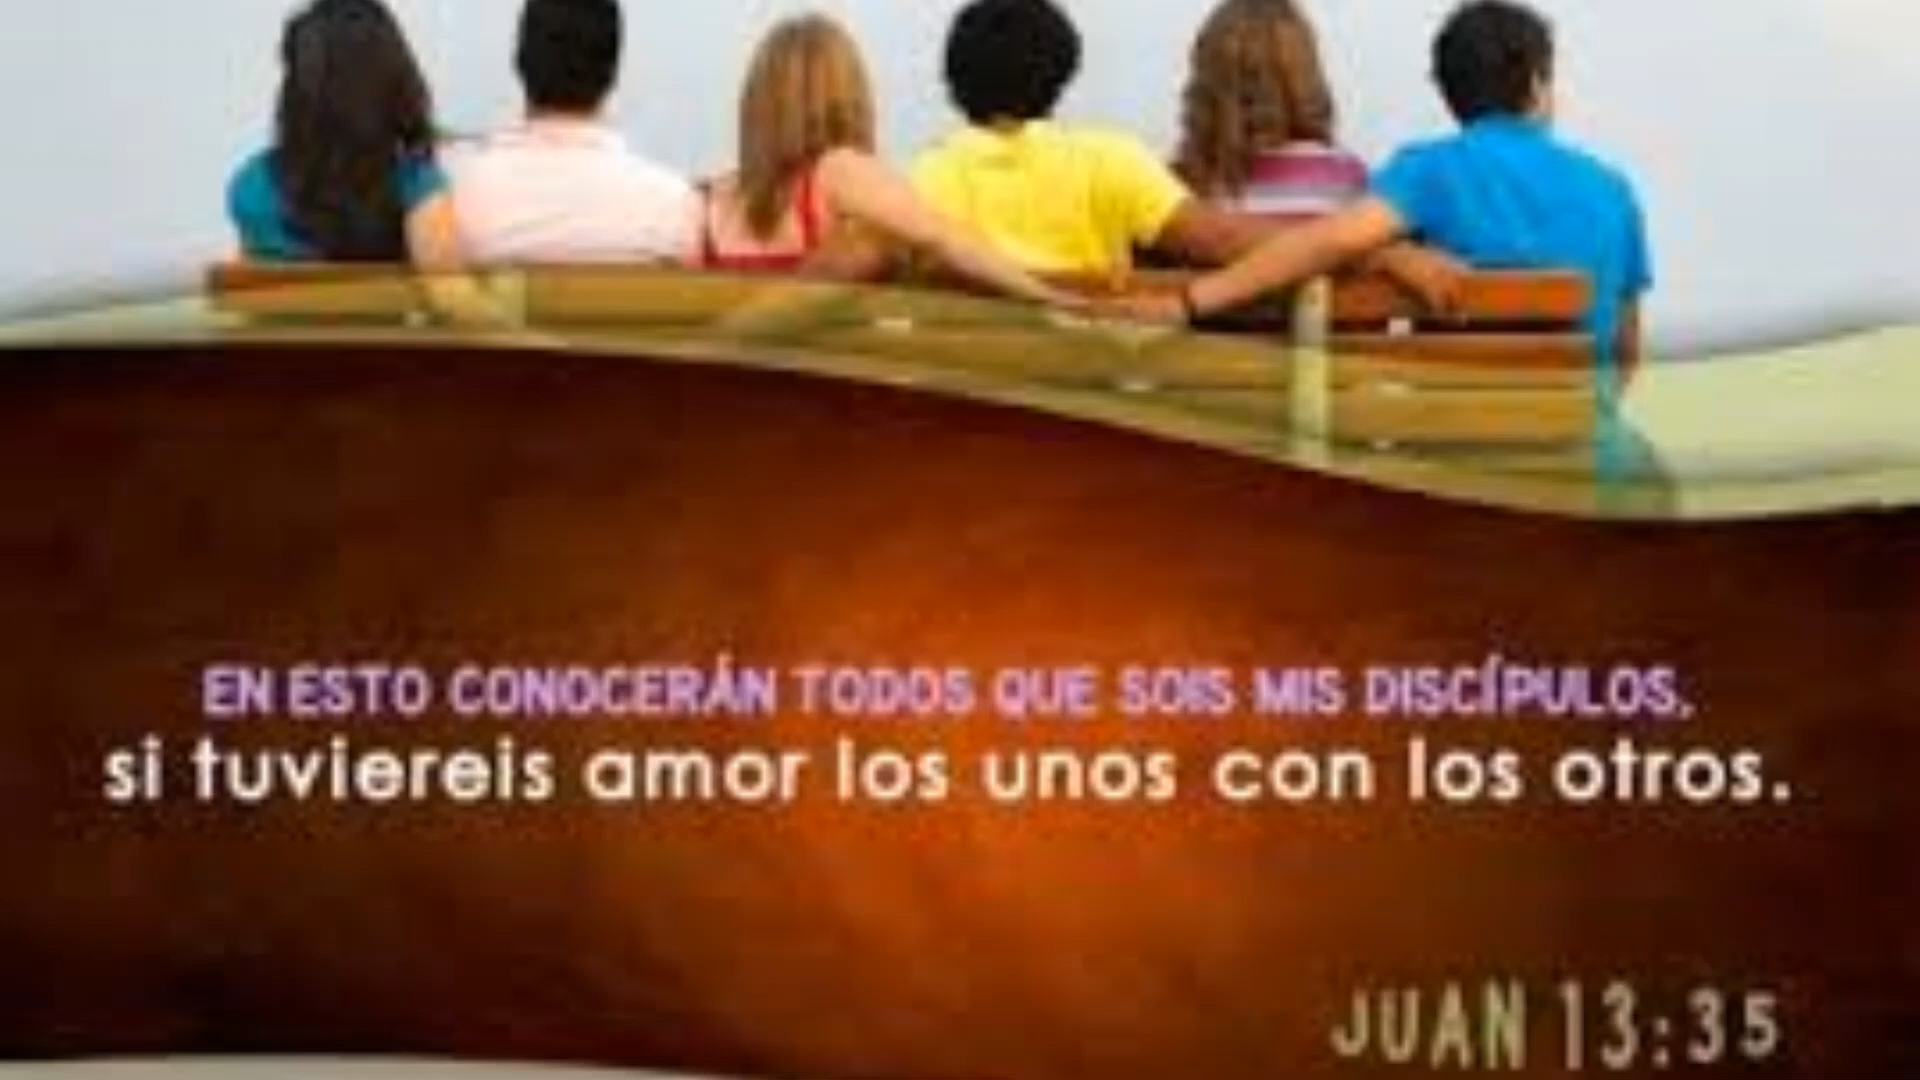 EN ESTO CONOCERÁN TODOS QUE SOIS MIS DISCÍPULOS,
si tuviereis amor los unos con los otros.
JUAN 13:35